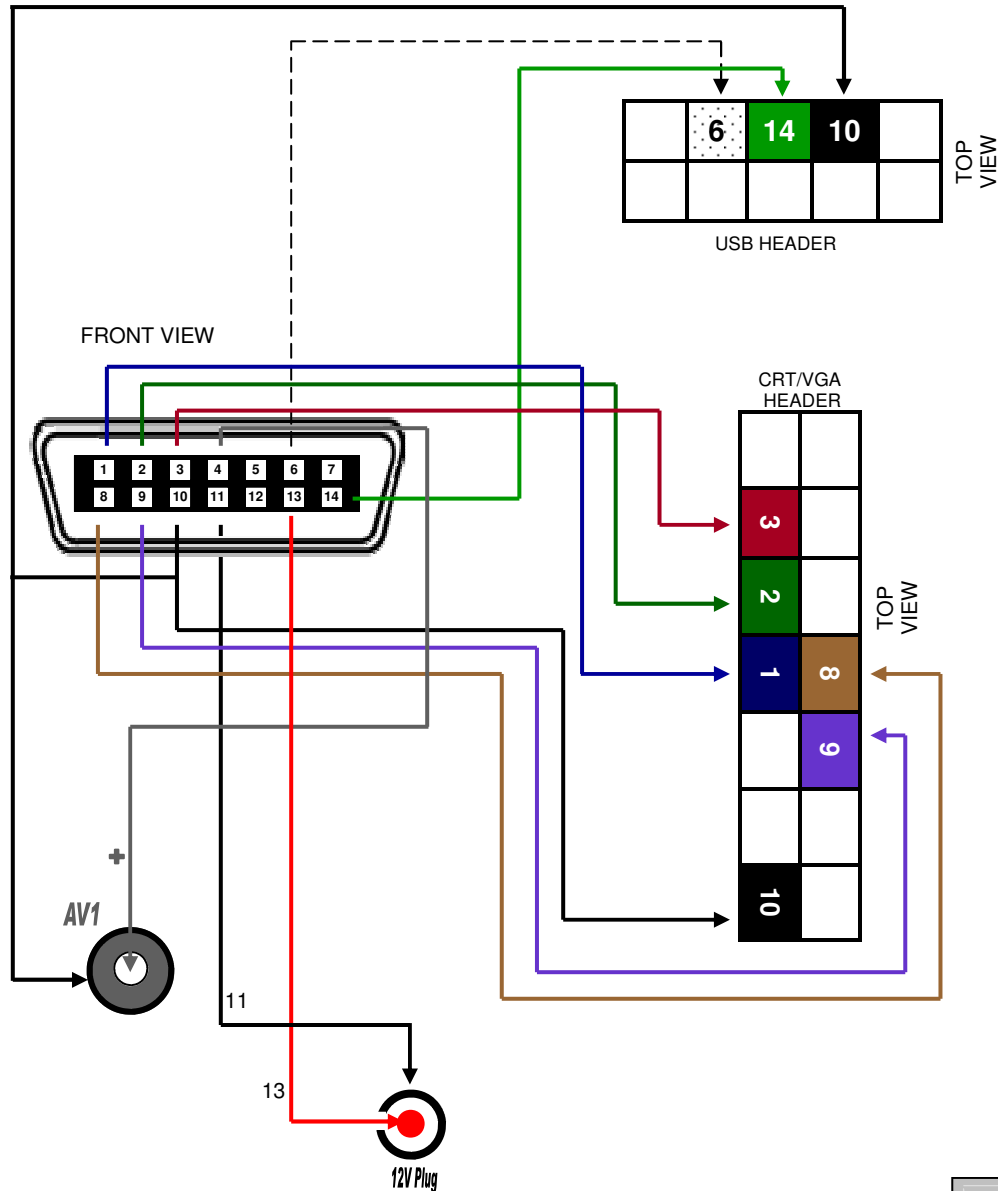 6 14 10
TOP
VIEW
USB HEADER
FRONT VIEW
CRT/VGA
HEADER
1 2 3 4 5 6 7
8 9 10 11 12 13 14
3
2
TOP
VIEW
1 8
9
10
+
AV1
11
13
12V Plug